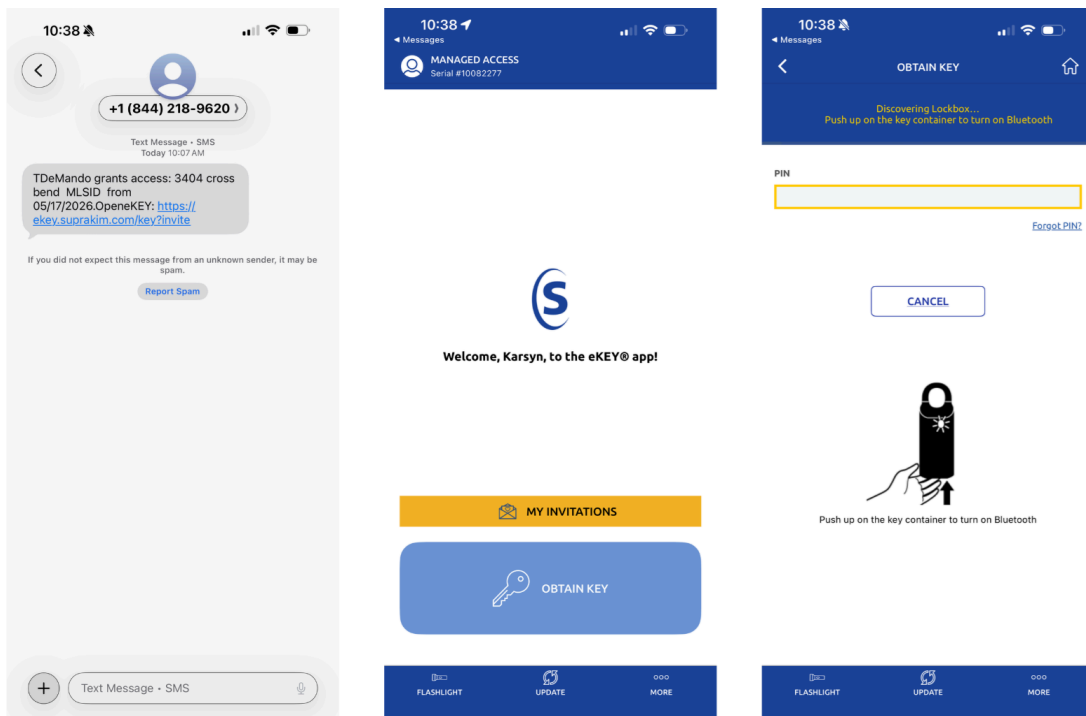 10:38
+1 (844) 218-9620
Text Message • SMS
Today 10:07 AM
TDeMando grants access: 3404 cross
bend MLSID from
05/17/2026.OpeneKEY: https://
ekey.suprakim.com/key?invite
If you did not expect this message from an unknown sender, it may be
spam.
Report Spam
Text Message • SMS
10:38
Messages
MANAGED ACCESS
Serial #10082277
S
Welcome, Karsyn, to the eKEY® app!
MY INVITATIONS
OBTAIN KEY
FLASHLIGHT
UPDATE
MORE
10:38
Messages
OBTAIN KEY
Discovering Lockbox...
Push up on the key container to turn on Bluetooth
PIN
Forgot PIN?
CANCEL
Push up on the key container to turn on Bluetooth
FLASHLIGHT
UPDATE
MORE